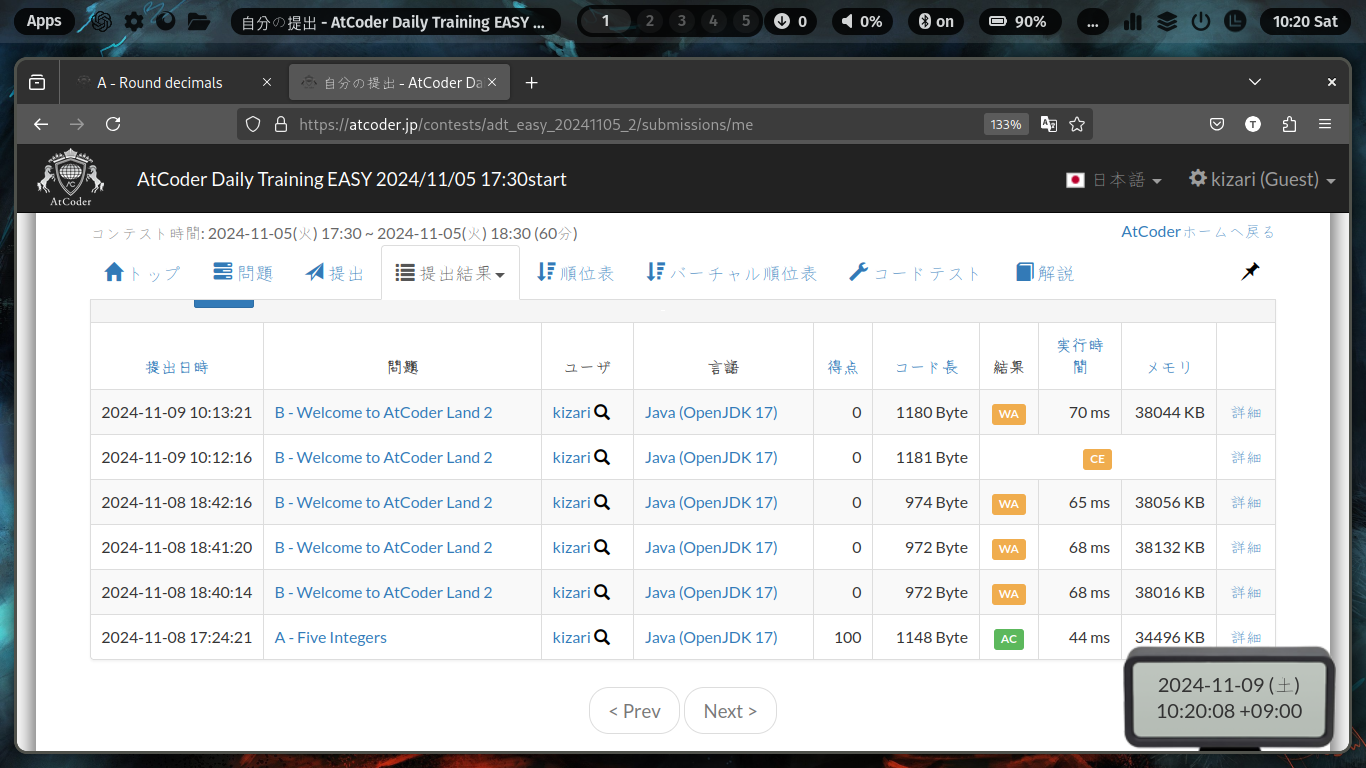 Apps
自分の提出 - AtCoder Daily Training EASY ...
1 2 3 4 5
0
0%
on
90%
...
10:20 Sat
A - Round decimals
自分の提出 - AtCoder Da
https://atcoder.jp/contests/adt_easy_20241105_2/submissions/me
133%
T
AtCoder
AtCoder Daily Training EASY 2024/11/05 17:30start
日本語
kizari (Guest)
コンテスト時間: 2024-11-05(火) 17:30 ~ 2024-11-05(火) 18:30 (60分)
AtCoderホームへ戻る
トップ 問題 提出 提出結果 順位表 バーチャル順位表 コードテスト 解説
提出日時 問題 ユーザ 言語 得点 コード長 結果 実行時間 メモリ
2024-11-09 10:13:21 B - Welcome to AtCoder Land 2 kizari Java (OpenJDK 17) 0 1180 Byte WA 70 ms 38044 KB 詳細
2024-11-09 10:12:16 B - Welcome to AtCoder Land 2 kizari Java (OpenJDK 17) 0 1181 Byte CE 詳細
2024-11-08 18:42:16 B - Welcome to AtCoder Land 2 kizari Java (OpenJDK 17) 0 974 Byte WA 65 ms 38056 KB 詳細
2024-11-08 18:41:20 B - Welcome to AtCoder Land 2 kizari Java (OpenJDK 17) 0 972 Byte WA 68 ms 38132 KB 詳細
2024-11-08 18:40:14 B - Welcome to AtCoder Land 2 kizari Java (OpenJDK 17) 0 972 Byte WA 68 ms 38016 KB 詳細
2024-11-08 17:24:21 A - Five Integers kizari Java (OpenJDK 17) 100 1148 Byte AC 44 ms 34496 KB 詳細
< Prev Next >
2024-11-09 (土)
10:20:08 +09:00